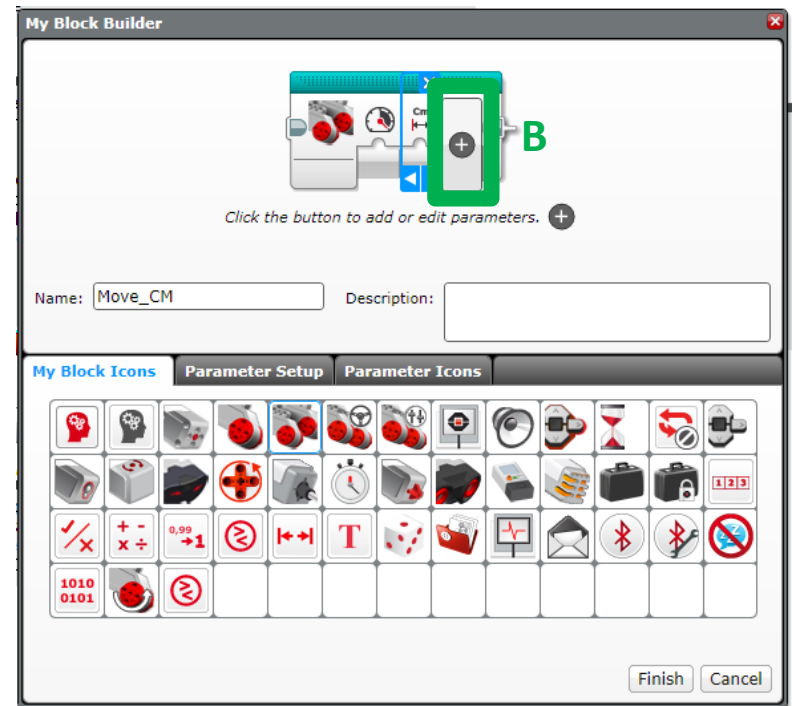 My Block Builder
Cm
B
Click the button to add or edit parameters.
Name: Move_CM Description:
My Block Icons Parameter Setup Parameter Icons
1 2 3
+ - 0,99 T
x ÷ →1
1010
0101
Finish Cancel